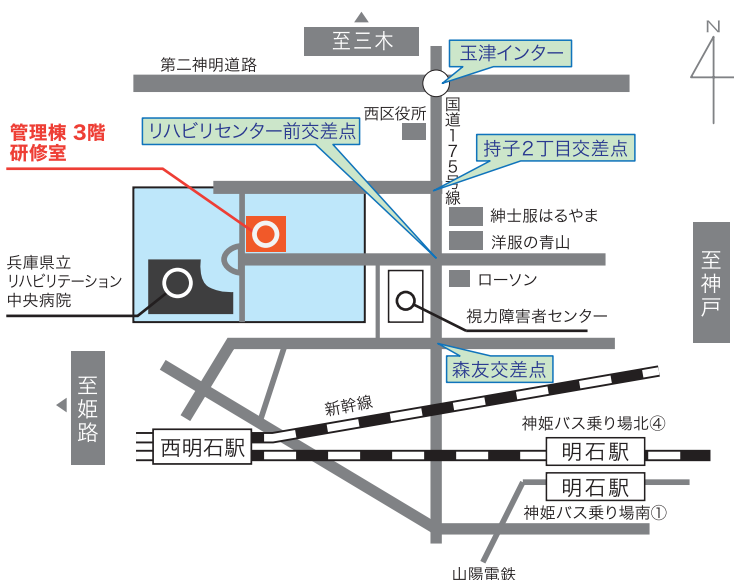 至三木
N
玉津インター
第二神明道路
西区役所
国道175号線
管理棟 3階
研修室
リハビリセンター前交差点
持子2丁目交差点
紳士服はるやま
洋服の青山
至神戸
兵庫県立
リハビリテーション
中央病院
ローソン
視力障害者センター
森友交差点
至姫路
新幹線
神姫バス乗り場北④
西明石駅
明石駅
明石駅
神姫バス乗り場南①
山陽電鉄